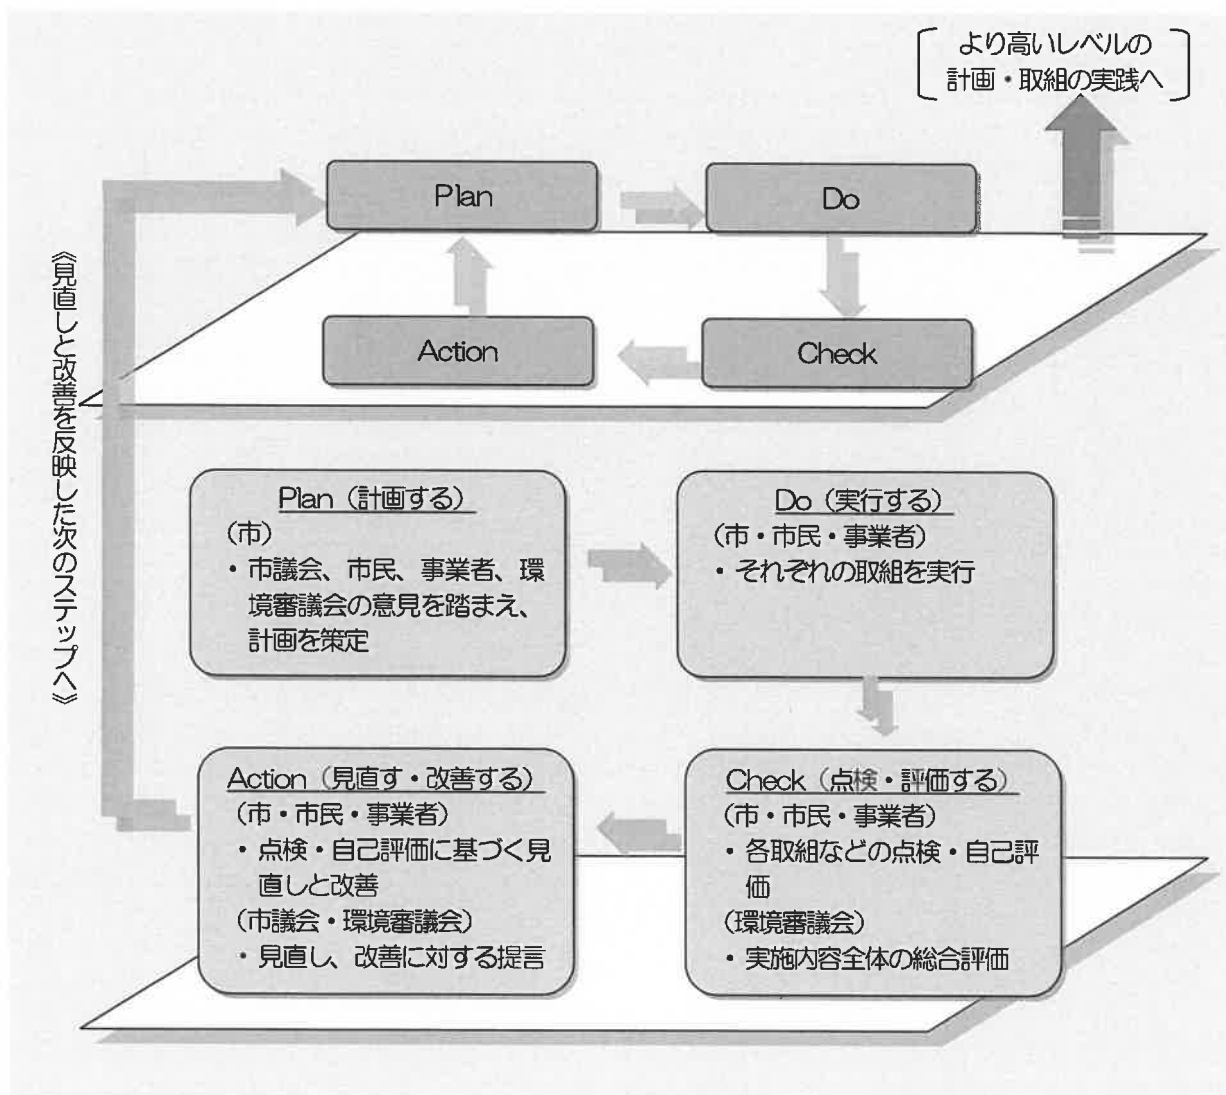 より高いレベルの
計画・取組の実践へ
Plan
Do
Action
Check
《見直しと改善を反映した次のステップへ》
Plan（計画する）
（市）
・市議会、市民、事業者、環
境審議会の意見を踏まえ、
計画を策定
Do（実行する）
（市・市民・事業者）
・それぞれの取組を実行
Action（見直す・改善する）
（市・市民・事業者）
・点検・自己評価に基づく見
直しと改善
（市議会・環境審議会）
・見直し、改善に対する提言
Check（点検・評価する）
（市・市民・事業者）
・各取組などの点検・自己評
価
（環境審議会）
・実施内容全体の総合評価